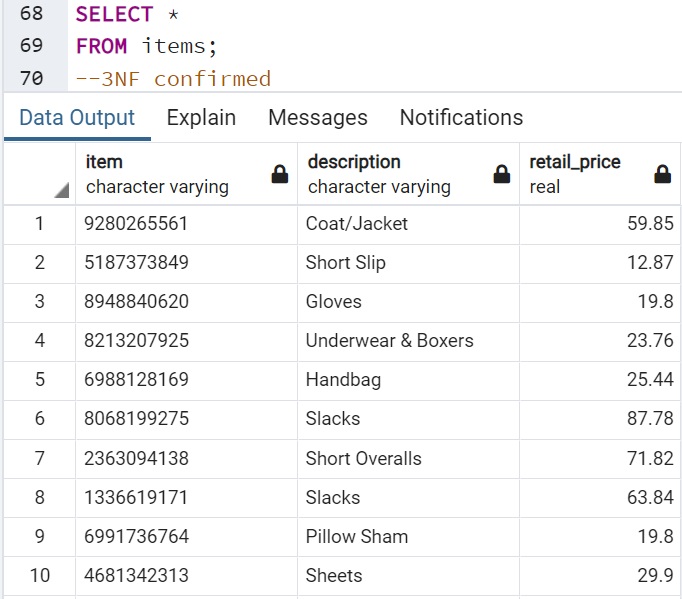 68 SELECT *
69 FROM items;
70 --3NF confirmed
Data Output Explain Messages Notifications
item description retail_price
character varying character varying real
1 9280265561 Coat/Jacket 59.85
2 5187373849 Short Slip 12.87
3 8948840620 Gloves 19.8
4 8213207925 Underwear & Boxers 23.76
5 6988128169 Handbag 25.44
6 8068199275 Slacks 87.78
7 2363094138 Short Overalls 71.82
8 1336619171 Slacks 63.84
9 6991736764 Pillow Sham 19.8
10 4681342313 Sheets 29.9